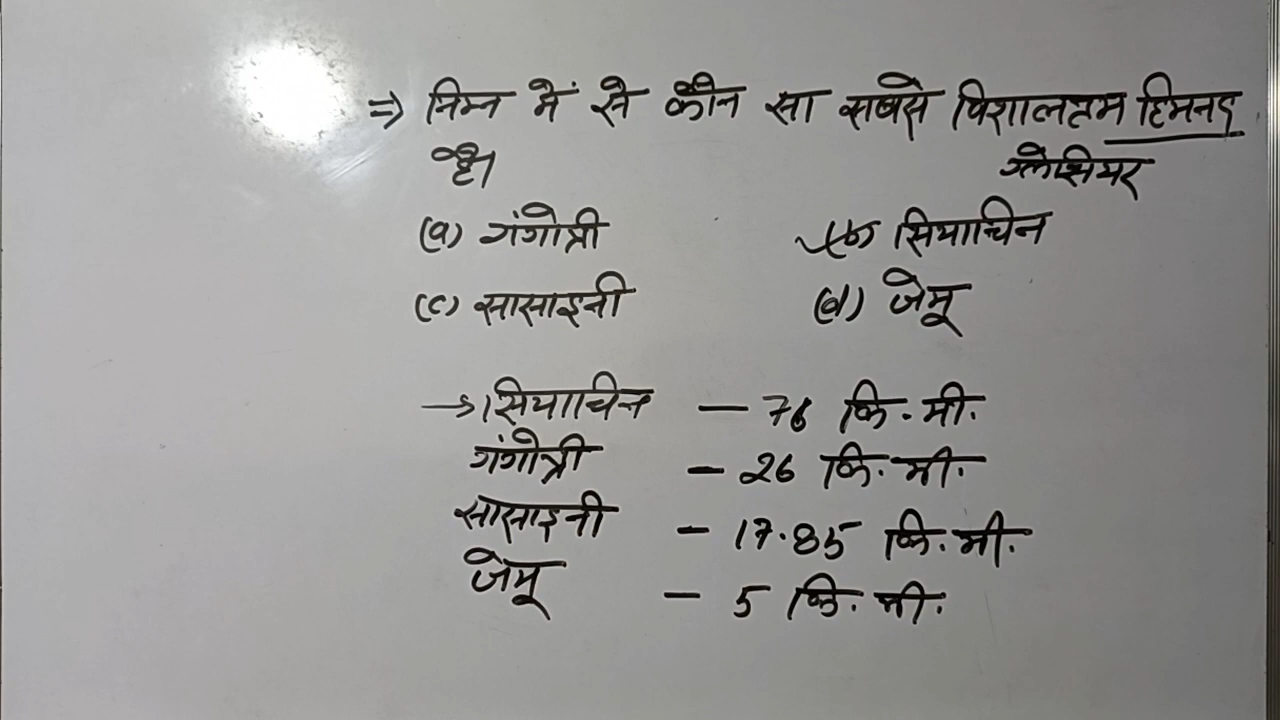 ⇒ निम्न में से कौन सा सबसे विशालतम हिमनद
है। ग्लेशियर
(a) गंगोत्री (b) सियाचिन
(c) सासाइनी (d) जेमू
→ सियाचिन - 76 कि.मी.
गंगोत्री - 26 कि.मी.
सासाइनी - 17.85 कि.मी.
जेमू - 5 कि.मी.